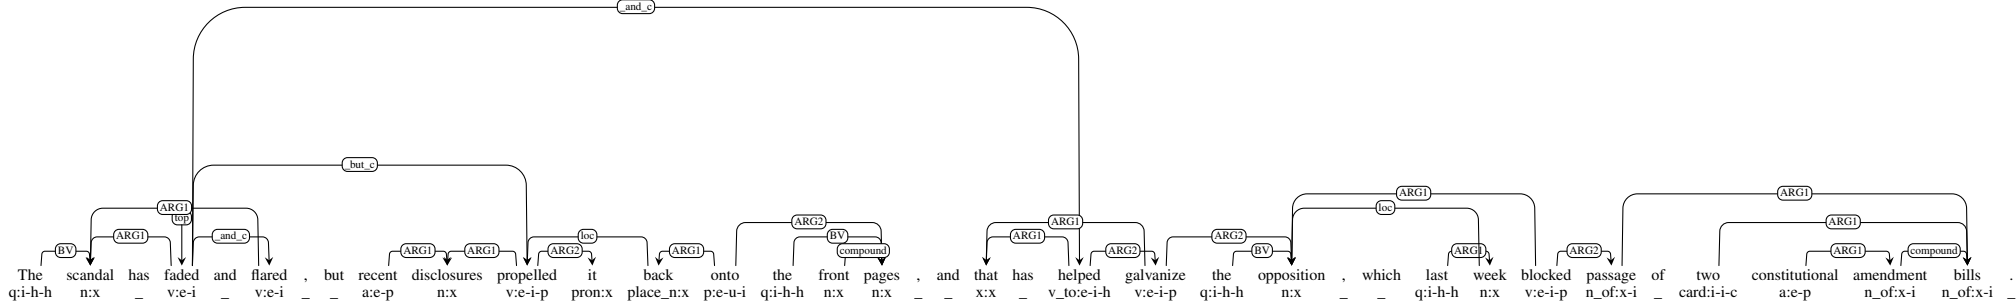 _and_c
_but_c
ARG1 ARG1 ARG1
top loc
ARG2 ARG1 ARG1
ARG1 _and_c loc BV ARG1
BV ARG1 ARG1 ARG2 ARG1 compound ARG2 ARG2 BV ARG1 ARG2 ARG1 compound
The scandal has faded and flared , but recent disclosures propelled it back onto the front pages , and that has helped galvanize the opposition , which last week blocked passage of two constitutional amendment bills .
q:i-h-h n:x _ v:e-i _ v:e-i _ _ a:e-p n:x v:e-i-p pron:x place_n:x p:e-u-i q:i-h-h n:x n:x _ _ x:x _ v_to:e-i-h v:e-i-p q:i-h-h n:x _ _ q:i-h-h n:x v:e-i-p n_of:x-i _ card:i-i-c a:e-p n_of:x-i n_of:x-i _